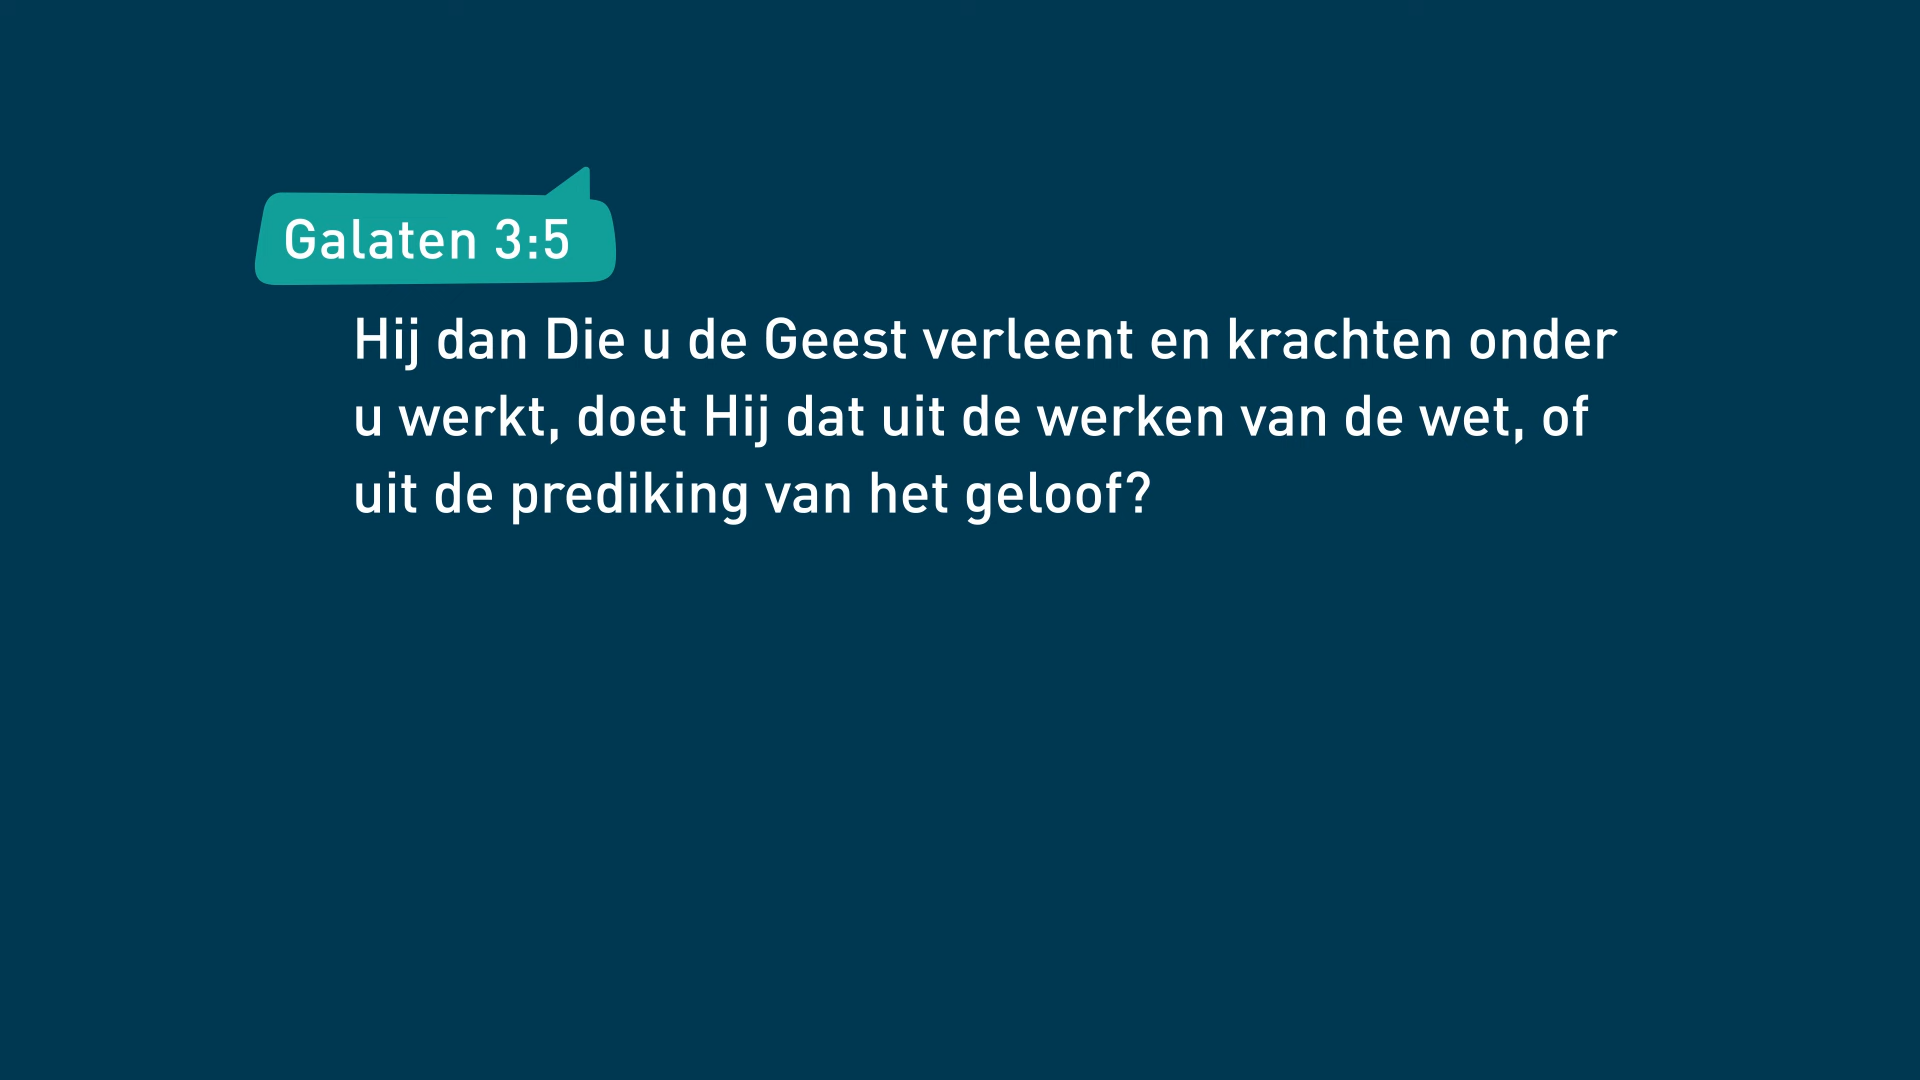 Galaten 3:5
Hij dan Die u de Geest verleent en krachten onder
u werkt, doet Hij dat uit de werken van de wet, of
uit de prediking van het geloof?